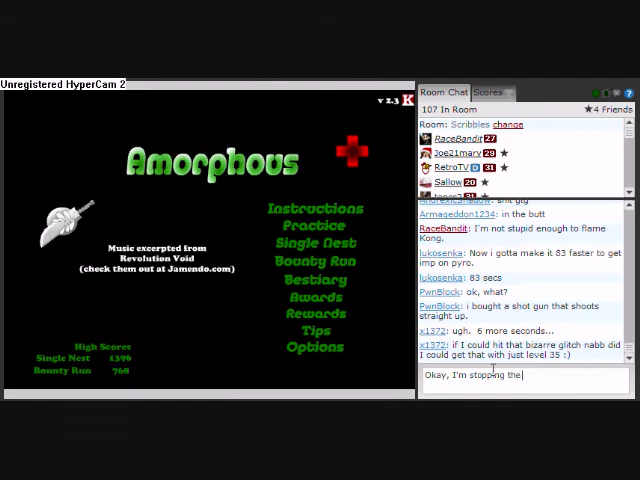 Unregistered HyperCam 2
v 2.3 K
Amorphous
Music excerpted from
Revolution Void
(check them out at Jamendo.com)
Instructions
Practice
Single Nest
Bounty Run
Bestiary
Awards
Rewards
Tips
Options
High Scores
Single Nest 1396
Bounty Run 768
Room Chat Scores
107 In Room ★4 Friends
Room: Scribbles change
RaceBandit 27
Joe21mary 29 ★
RetroTV 31 ★
Sallow 20 ★
Armageddon1234: in the butt
RaceBandit: I'm not stupid enough to flame
Kong.
lukosenka: Now i gotta make it 83 faster to get
imp on pyro.
lukosenka: 83 secs
PwnBlock: ok, what?
PwnBlock: i bought a shot gun that shoots
straight up.
x1372: ugh. 6 more seconds...
x1372: if I could hit that bizarre glitch nabb did
I could get that with just level 35 :)
Okay, I'm stopping the